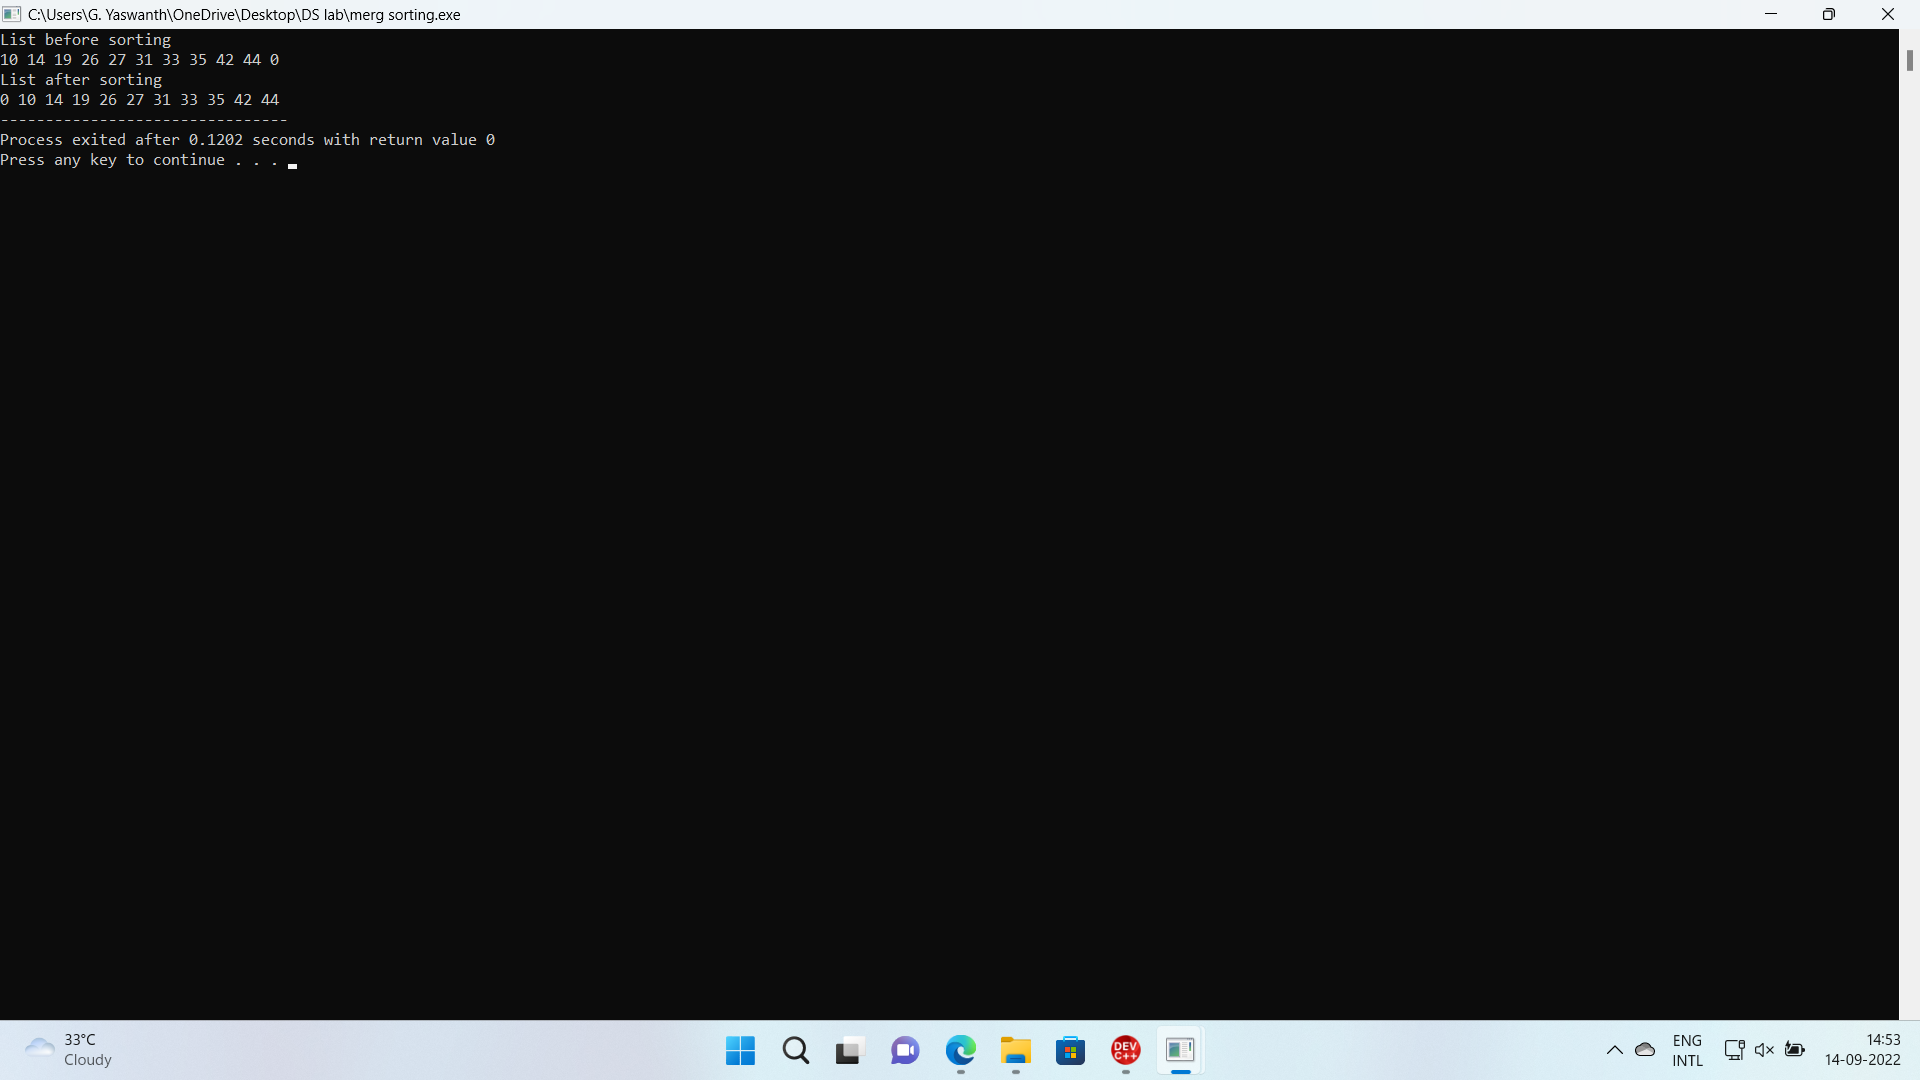 C:\Users\G. Yaswanth\OneDrive\Desktop\DS lab\merg sorting.exe
List before sorting
10 14 19 26 27 31 33 35 42 44 0
List after sorting
0 10 14 19 26 27 31 33 35 42 44
--------------------------------
Process exited after 0.1202 seconds with return value 0
Press any key to continue . . .
33°C
Cloudy
DEV
C++
ENG
INTL
14:53
14-09-2022